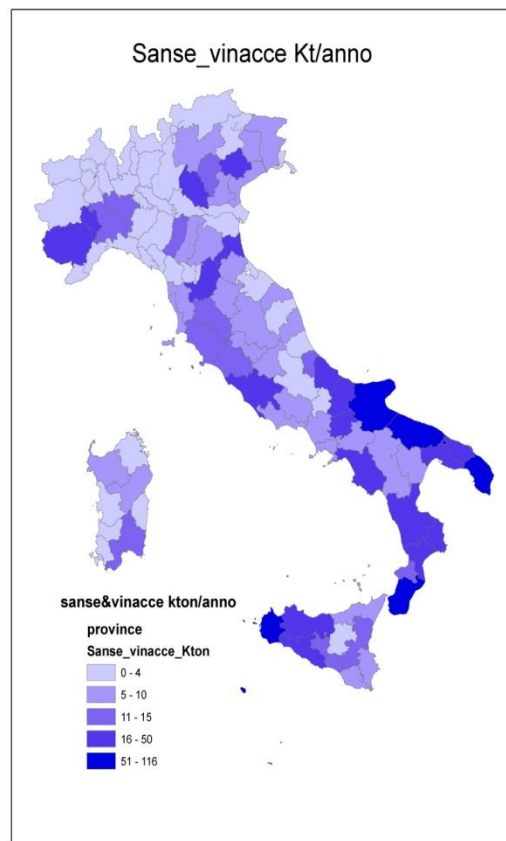 Sanse_vinacce Kt/anno
sanse&vinacce kton/anno
province
Sanse_vinacce_Kton
0 - 4
5 - 10
11 - 15
16 - 50
51 - 116